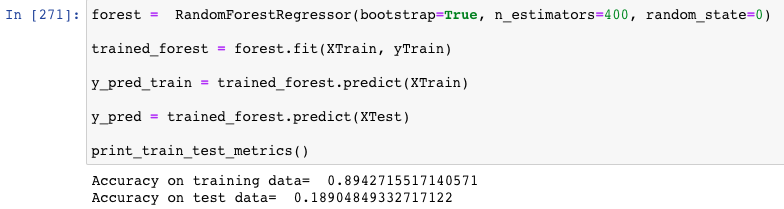 In [271]: forest =  RandomForestRegressor(bootstrap=True, n_estimators=400, random_state=0)
trained_forest = forest.fit(XTrain, yTrain)
y_pred_train = trained_forest.predict(XTrain)
y_pred = trained_forest.predict(XTest)
print_train_test_metrics()
Accuracy on training data=  0.8942715517140571
Accuracy on test data=  0.18904849332717122